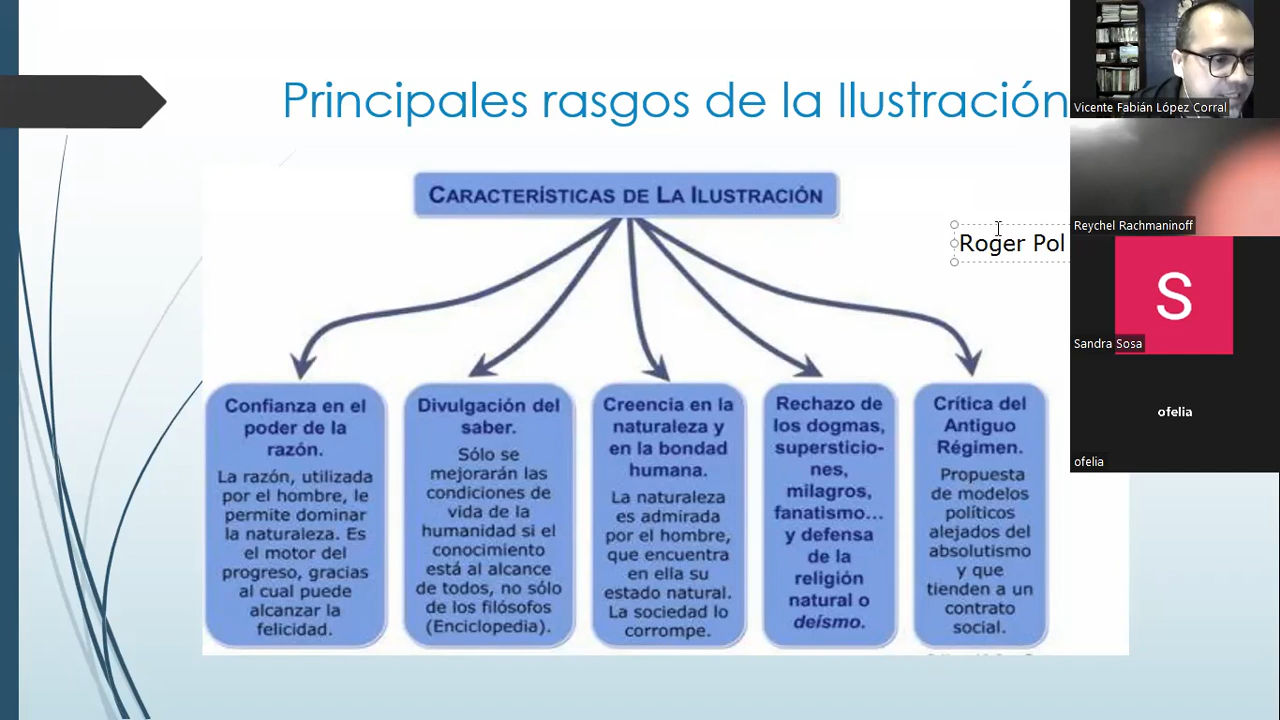 Principales rasgos de la Ilustración
CARACTERÍSTICAS DE LA ILUSTRACIÓN
Roger Pol
Confianza en el
poder de la
razón.
La razón, utilizada
por el hombre, le
permite dominar
la naturaleza. Es
el motor del
progreso, gracias
al cual puede
alcanzar la
felicidad.
Divulgación del
saber.
Sólo se
mejorarán las
condiciones de
vida de la
humanidad si el
conocimiento
está al alcance
de todos, no sólo
de los filósofos
(Enciclopedia).
Creencia en la
naturaleza y
en la bondad
humana.
La naturaleza
es admirada
por el hombre,
que encuentra
en ella su
estado natural.
La sociedad lo
corrompe.
Rechazo de
los dogmas,
supersticio-
nes,
milagros,
fanatismo...
y defensa
de la
religión
natural o
deísmo.
Crítica del
Antiguo
Régimen.
Propuesta
de modelos
políticos
alejados del
absolutismo
y que
tienden a un
contrato
social.
Vicente Fabián López Corral
Reychel Rachmaninoff
S
Sandra Sosa
ofelia
ofelia